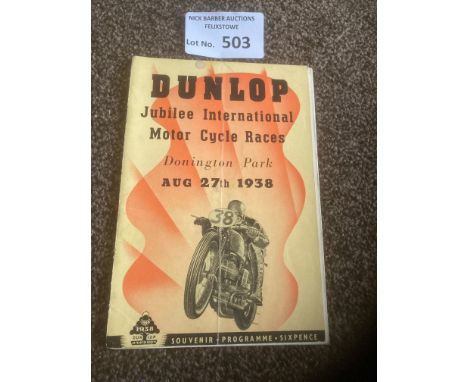 NICK BARBER AUCTIONS
FELIXSTOWE
Lot No. 503
DUNLOP
Jubilee International
Motor Cycle Races
Donington Park
AUG 27th 1938
38
1938
SOUVENIR • PROGRAMME • SIXPENCE